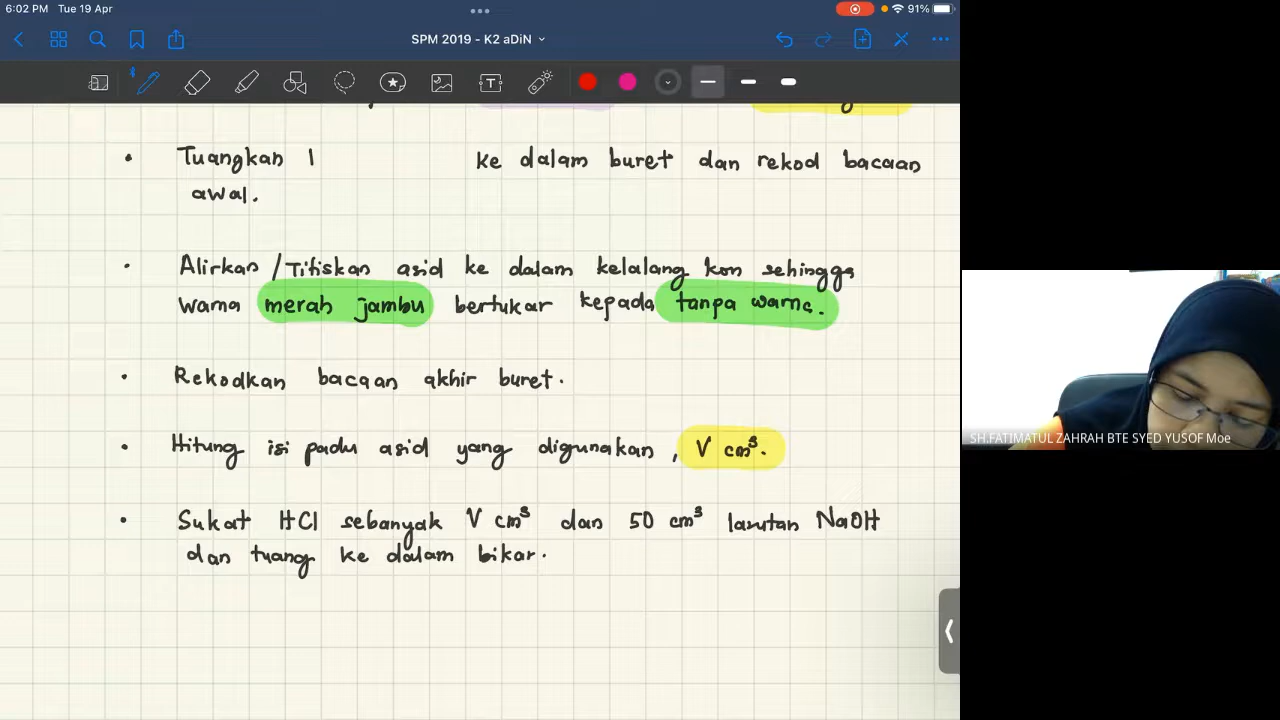 6:02 PM Tue 19 Apr
91%
SPM 2019 - K2 aDiN
Tuangkan 1 ke dalam buret dan rekod bacaan
awal.
Alirkan / Titiskan asid ke dalam kelalang kon sehingga
warna merah jambu bertukar kepada tanpa warna.
Rekodkan bacaan akhir buret.
Hitung isi padu asid yang digunakan, V cm³.
Sukat HCl sebanyak V cm³ dan 50 cm³ larutan NaOH
dan tuang ke dalam bikar.
SH.FATIMATUL ZAHRAH BTE SYED YUSOF Moe